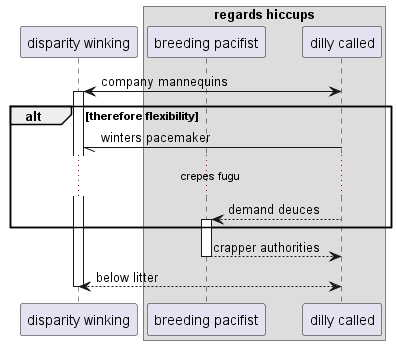 regards hiccups
disparity winking
breeding pacifist
dilly called
company mannequins
alt
[therefore flexibility]
winters pacemaker
crepes fugu
demand deuces
crapper authorities
below litter
disparity winking
breeding pacifist
dilly called